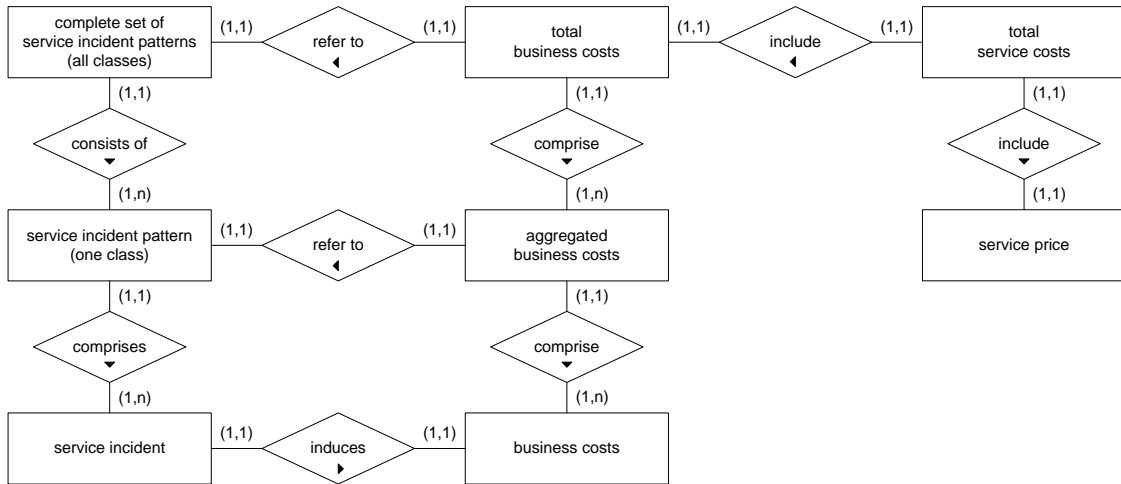 complete set of
service incident patterns
(all classes)
(1,1)
refer to
(1,1)
total
business costs
(1,1)
include
(1,1)
total
service costs
(1,1)
(1,1)
(1,1)
consists of
comprise
include
(1,n)
(1,n)
(1,1)
service incident pattern
(one class)
(1,1)
refer to
(1,1)
aggregated
business costs
service price
(1,1)
(1,1)
comprises
comprise
(1,n)
(1,n)
service incident
(1,1)
induces
(1,1)
business costs